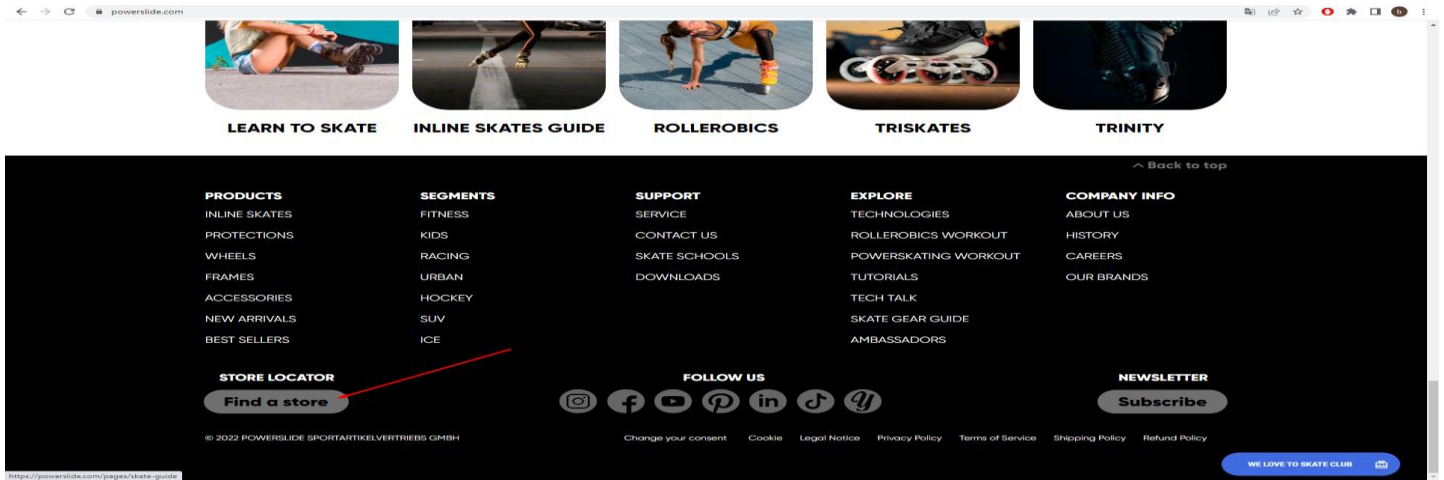 powerslide.com
LEARN TO SKATE
INLINE SKATES GUIDE
ROLLEROBICS
TRISKATES
TRINITY
Back to top
PRODUCTS
INLINE SKATES
PROTECTIONS
WHEELS
FRAMES
ACCESSORIES
NEW ARRIVALS
BEST SELLERS
SEGMENTS
FITNESS
KIDS
RACING
URBAN
HOCKEY
SUV
ICE
SUPPORT
SERVICE
CONTACT US
SKATE SCHOOLS
DOWNLOADS
EXPLORE
TECHNOLOGIES
ROLLEROBICS WORKOUT
POWERSKATING WORKOUT
TUTORIALS
TECH TALK
SKATE GEAR GUIDE
AMBASSADORS
COMPANY INFO
ABOUT US
HISTORY
CAREERS
OUR BRANDS
STORE LOCATOR
Find a store
FOLLOW US
NEWSLETTER
Subscribe
© 2022 POWERSLIDE SPORTARTIKELVERTRIEBS GMBH
Change your consent Cookie Legal Notice Privacy Policy Terms of Service Shipping Policy Refund Policy
WE LOVE TO SKATE CLUB
https://powerslide.com/pages/skate-guide